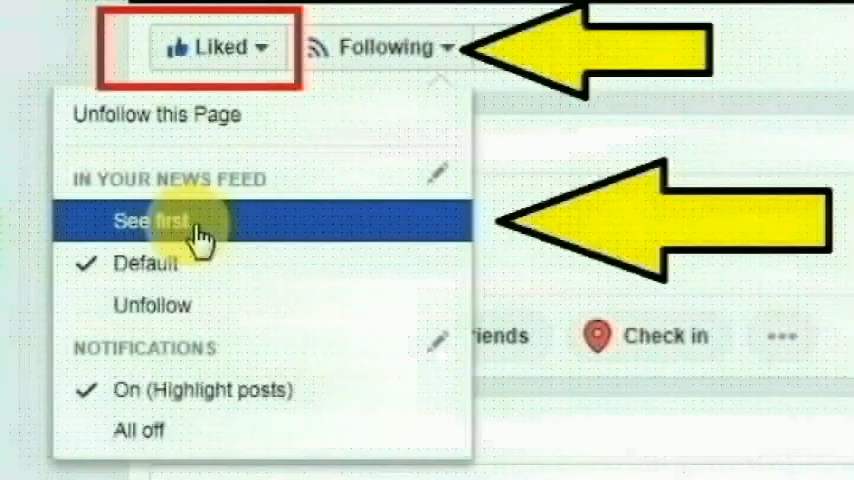 Liked Following
Unfollow this Page
IN YOUR NEWS FEED
See first
Default
Unfollow
NOTIFICATIONS
riends Check in
On (Highlight posts)
All off